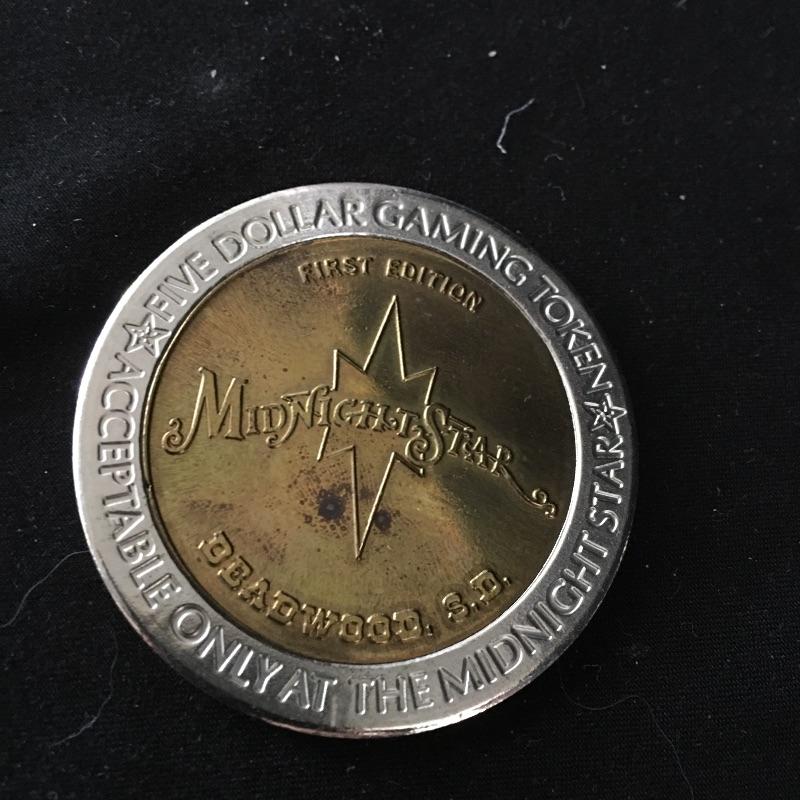 FIVE DOLLAR GAMING TOKEN
FIRST EDITION
MIDNIGHT STAR
DEADWOOD, S.D.
ACCEPTABLE ONLY AT THE MIDNIGHT STAR